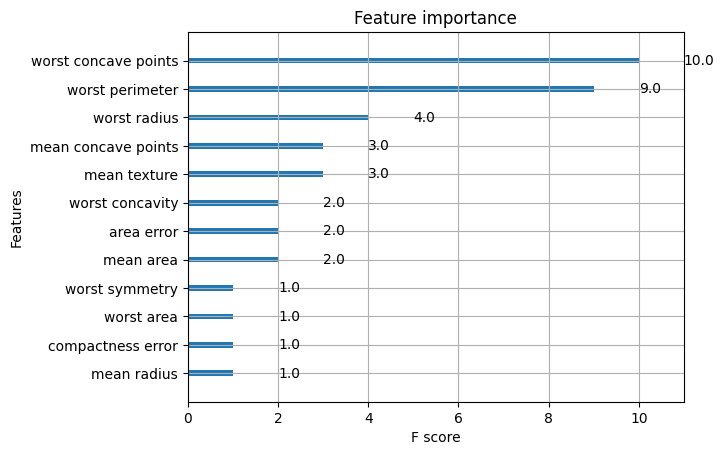 Feature importance
worst concave points 10.0
worst perimeter 9.0
worst radius 4.0
mean concave points 3.0
mean texture 3.0
worst concavity 2.0
area error 2.0
mean area 2.0
worst symmetry 1.0
worst area 1.0
compactness error 1.0
mean radius 1.0
Features
0 2 4 6 8 10
F score